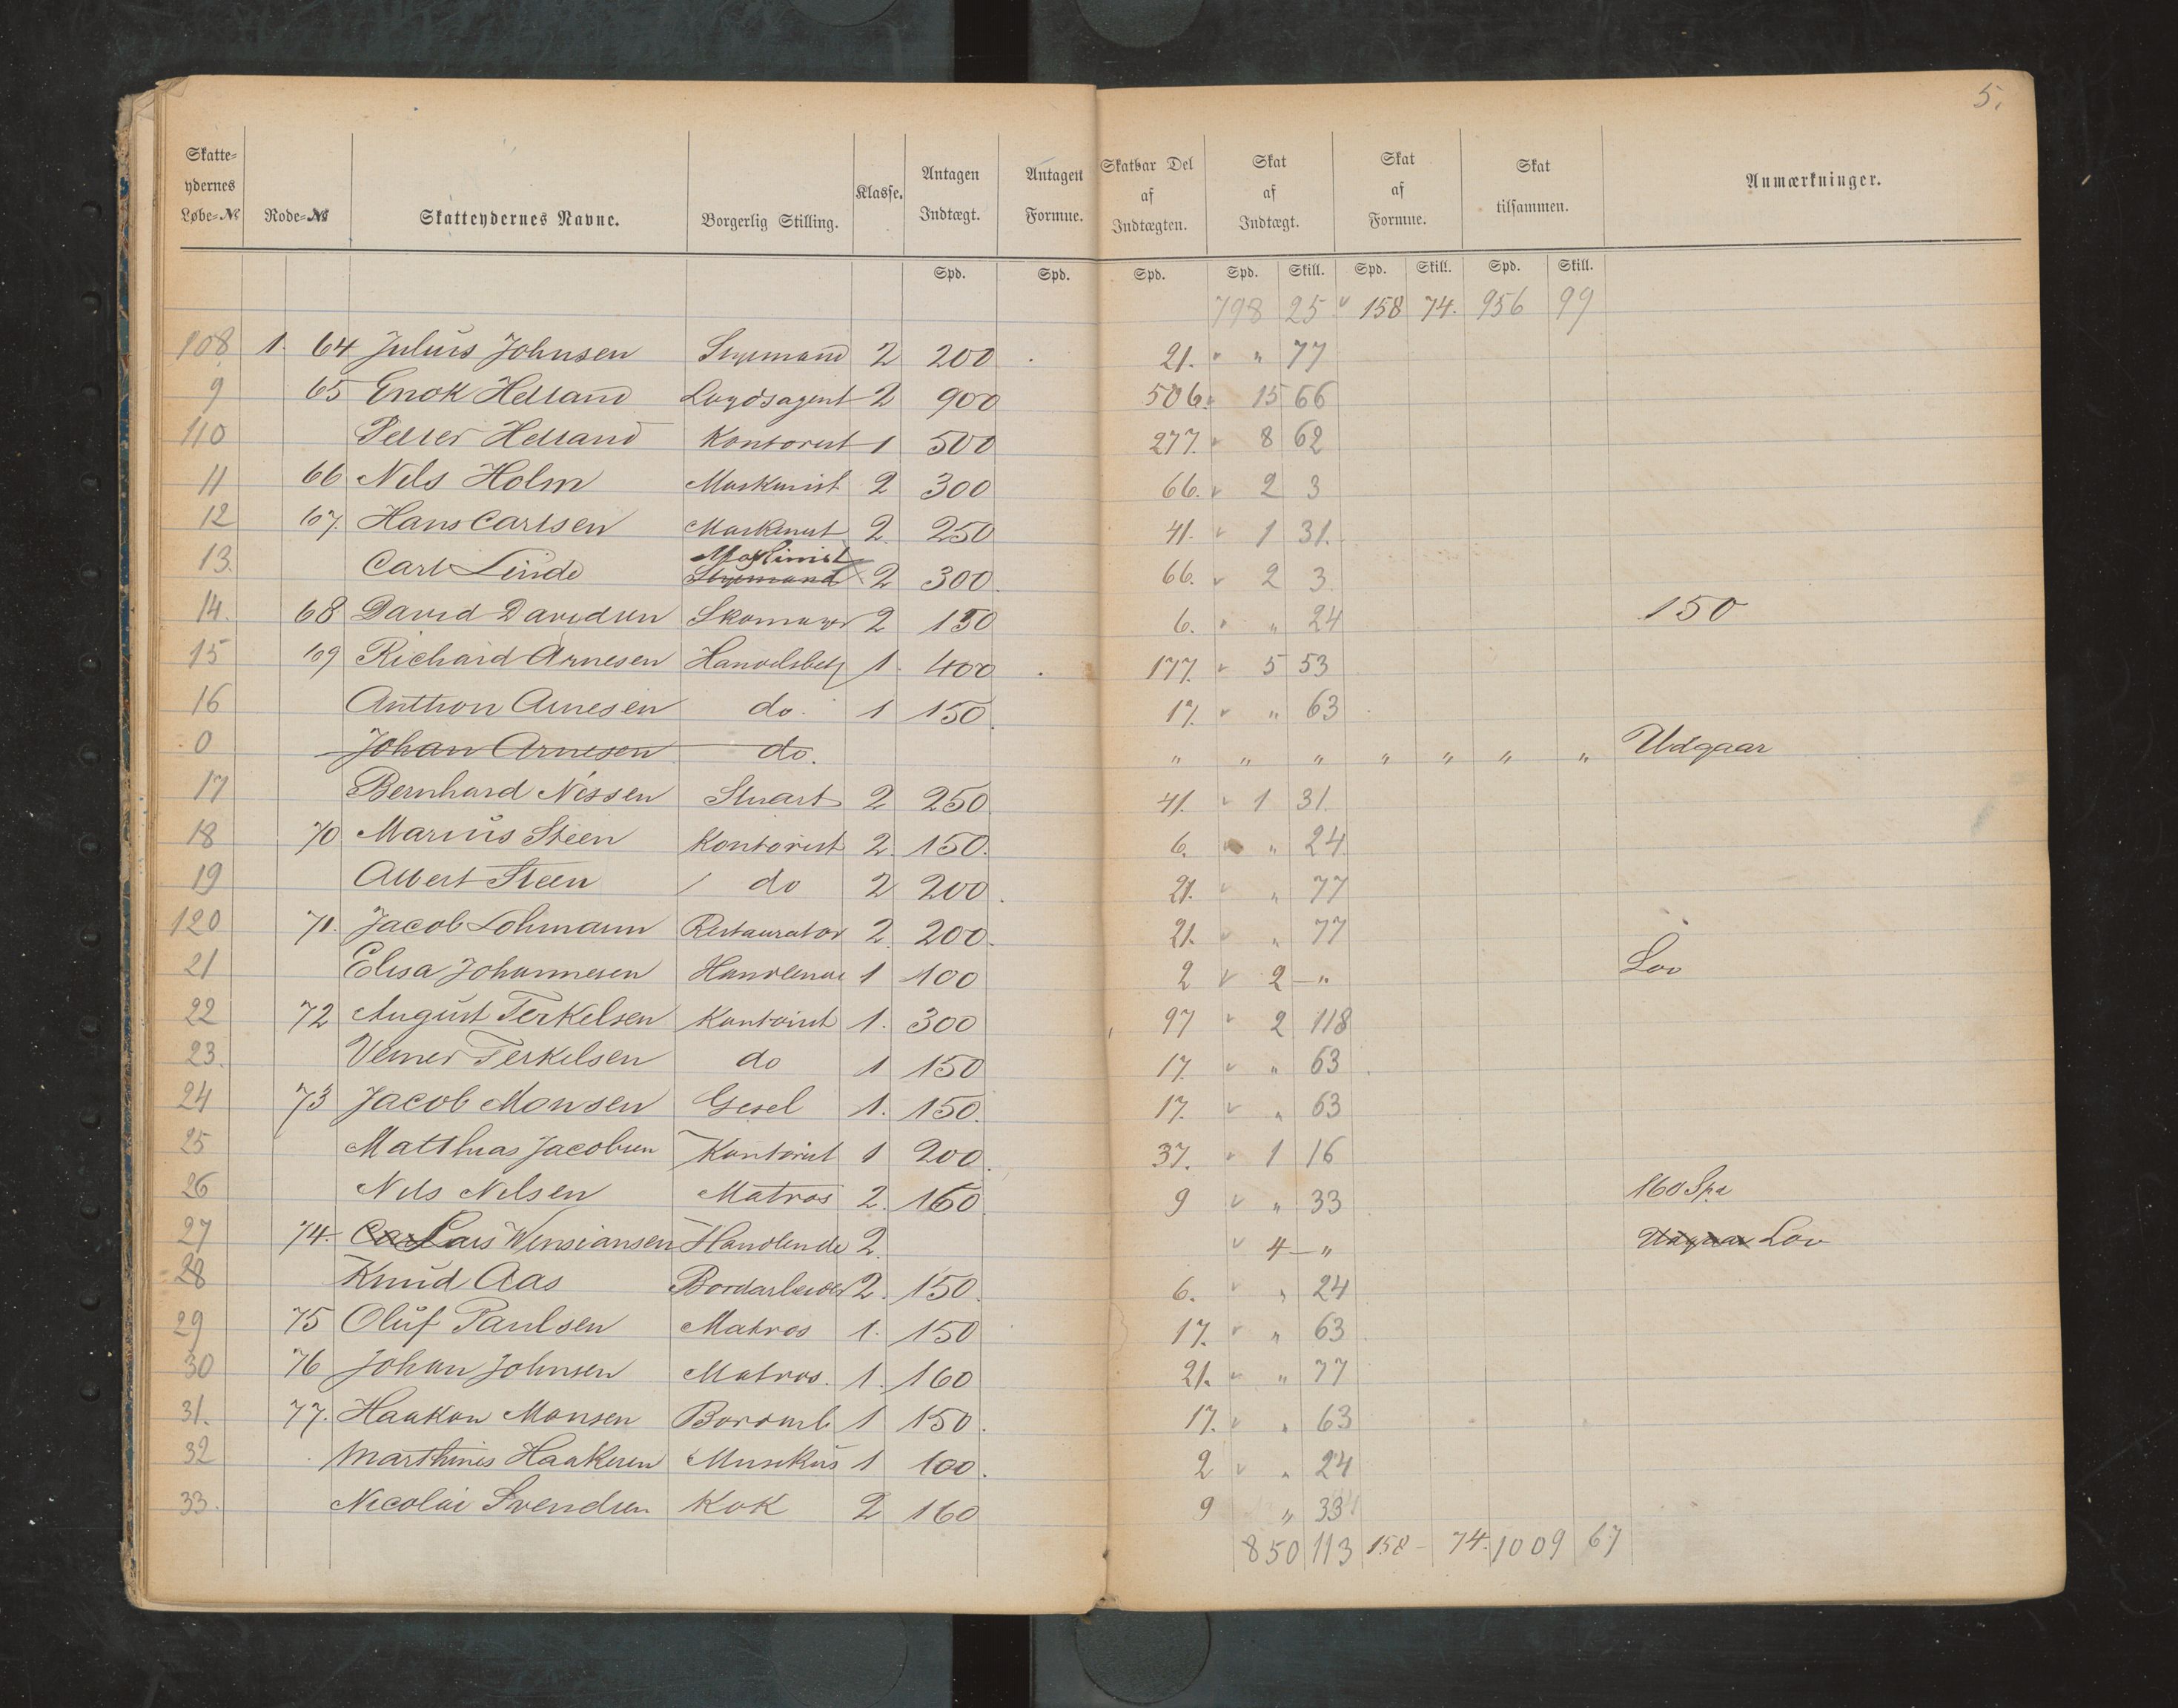 5.
Skatte-ydernes Løbe-№ Rode-№ Skatteydernes Navne. Borgerlig Stilling. Klasse. Antagen Indtægt. Antagen Formue. Skatbar Del af Indtægten. Skat af Indtægt. Skat af Formue. Skat tilsammen. Anmærkninger.
Spd. Spd. Spd. Spd. Skill. Spd. Skill. Spd. Skill.
798 25 158 74. 956 99
108 1. 64 Julius Johnsen Styrmand 2 200 21. " 77
9 65 Enok Helland Loydsagent 2 900 506. 15 66
110 Petter Helland Kontorist 1 500 277. 8 62
11 66 Nils Holm Maskinist 2 300 66. 2 3
12 67. Hans Carlsen Maskinist 2. 250 41. 1 31.
13. Carl Linde Maskinist Styrmand 2 300. 66. 2 3
14. 68 David Davidsen Skomager 2 150 6. " 24 150
15 69 Richard Arnesen Handelsbetj 1. 400 177. 5 53
16 Anthon Arnesen do. 1 150. 17. " 63
0 Johan Arnesen do. " " " " " " " Udgaar
17 Bernhard Nissen Stuart 2 250 41. 1 31.
18 70 Marius Steen Kontorist 2. 150. 6. " 24
19 Albert Steen do 2 200. 21. " 77
120 71. Jacob Lohmann Restaurator 2. 200. 21. " 77
21 Elisa Johannesen Handlende 1 100 2 2 — " Lov
22 72 August Terkelsen Kontorist 1. 300 97 2 118
23. Verner Terkelsen do 1 150 17. " 63
24 73 Jacob Monsen Gesel 1. 150. 17. " 63
25 Matthias Jacobsen Kontorist 1 200. 37. 1 16
26 Nils Nilsen Matros 2. 160. 9 " 33 160 Spd
27 74. Lars Handlende 2. 4 — " Udgaar Lov
28 Knud Aas Bordarbeider 2. 150. 6. " 24
29 75 Oluf Paulsen Matros 1. 150 17. " 63
30 76 Johan Johnsen Matros. 1. 160 21. " 77
31. 77. Haakon Monsen Bordarb 1 150. 17. " 63
32 Marthinis Haakensen Musikus 1 100. 2 " 24
33. Nicolai Svendsen Kok 2 160 9 " 33
850 113 158 — 74. 1009 67